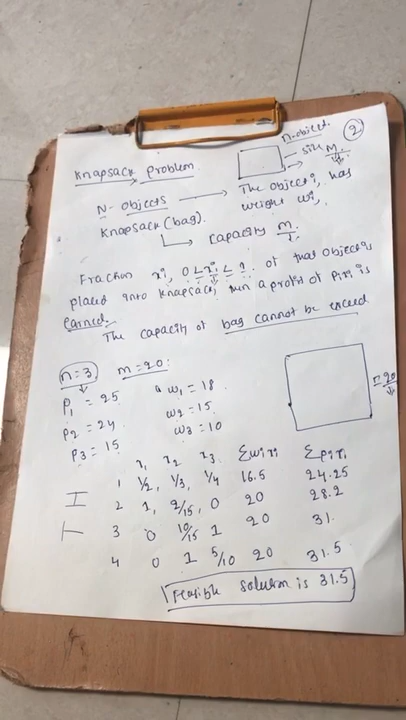 2
n-object.
Knapsack Problem
size M.
N- objects → The object i, has weight wi,
Knapsack (bag).
↳ capacity M.
Fraction xi, 0 ≤ xi ≤ 1. of that object is
placed into knapsack, then a profit of pixi is
earned.
The capacity of bag cannot be exceed
n=3, m=20:
P1 = 25 w1 = 18
P2 = 24, w2 = 15.
P3 = 15 w3 = 10
= 20
x1 x2 x3 Σwixi Σpixi
1 1/2, 1/3, 1/4 16.5 24.25
2 1, 2/15, 0 20 28.2
3 0 10/15 1 20 31.
4 0 1 5/10 20 31.5
Feasible solution is 31.5